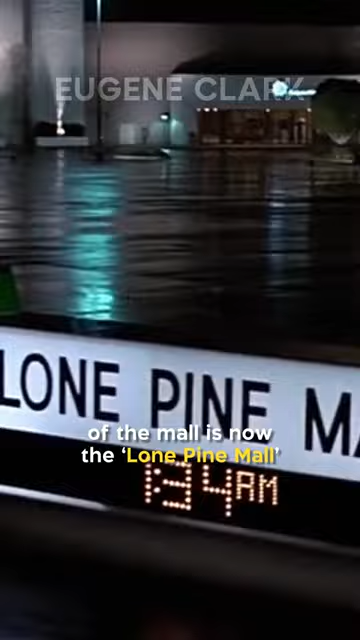 EUGENE CLARK
LONE PINE MA
of the mall is now
the ‘Lone Pine Mall’
1:34AM